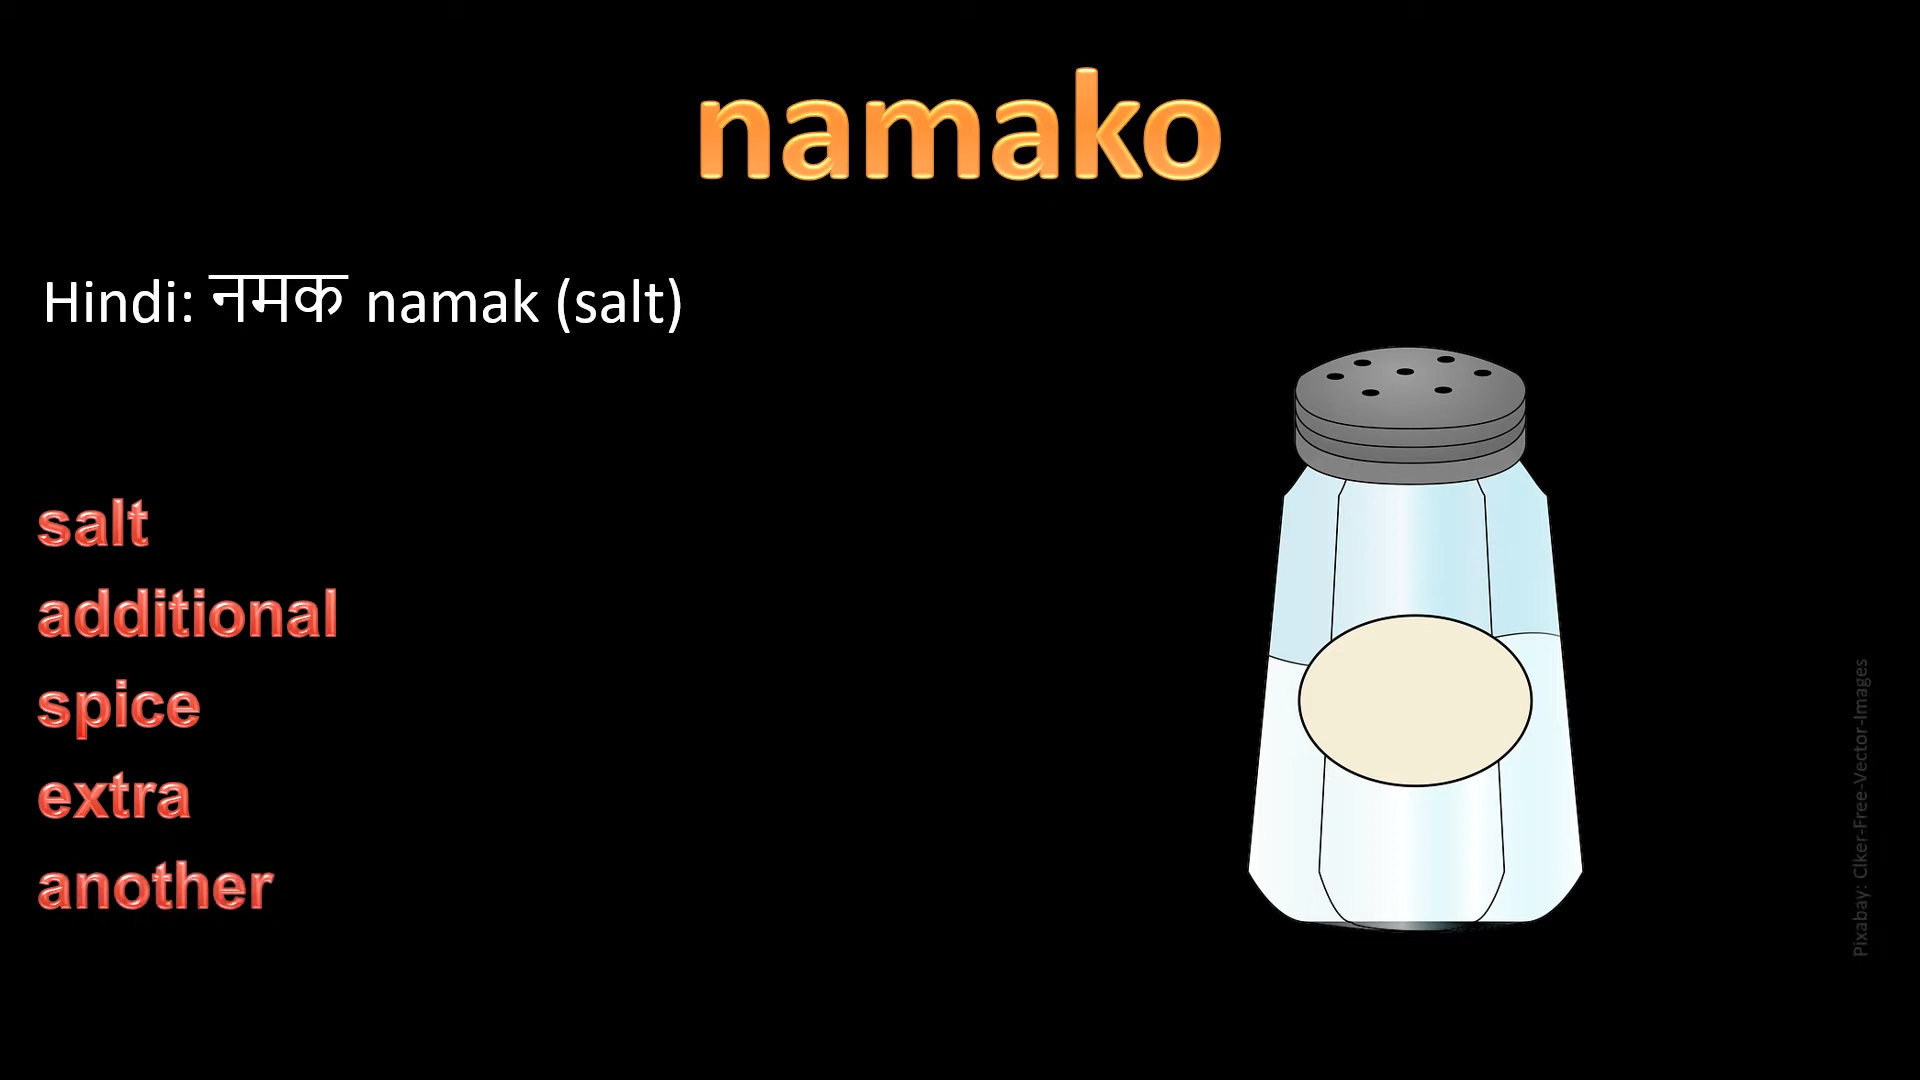 namako
Hindi: नमक namak (salt)
salt
additional
spice
extra
another
Pixabay: Clker-Free-Vector-Images